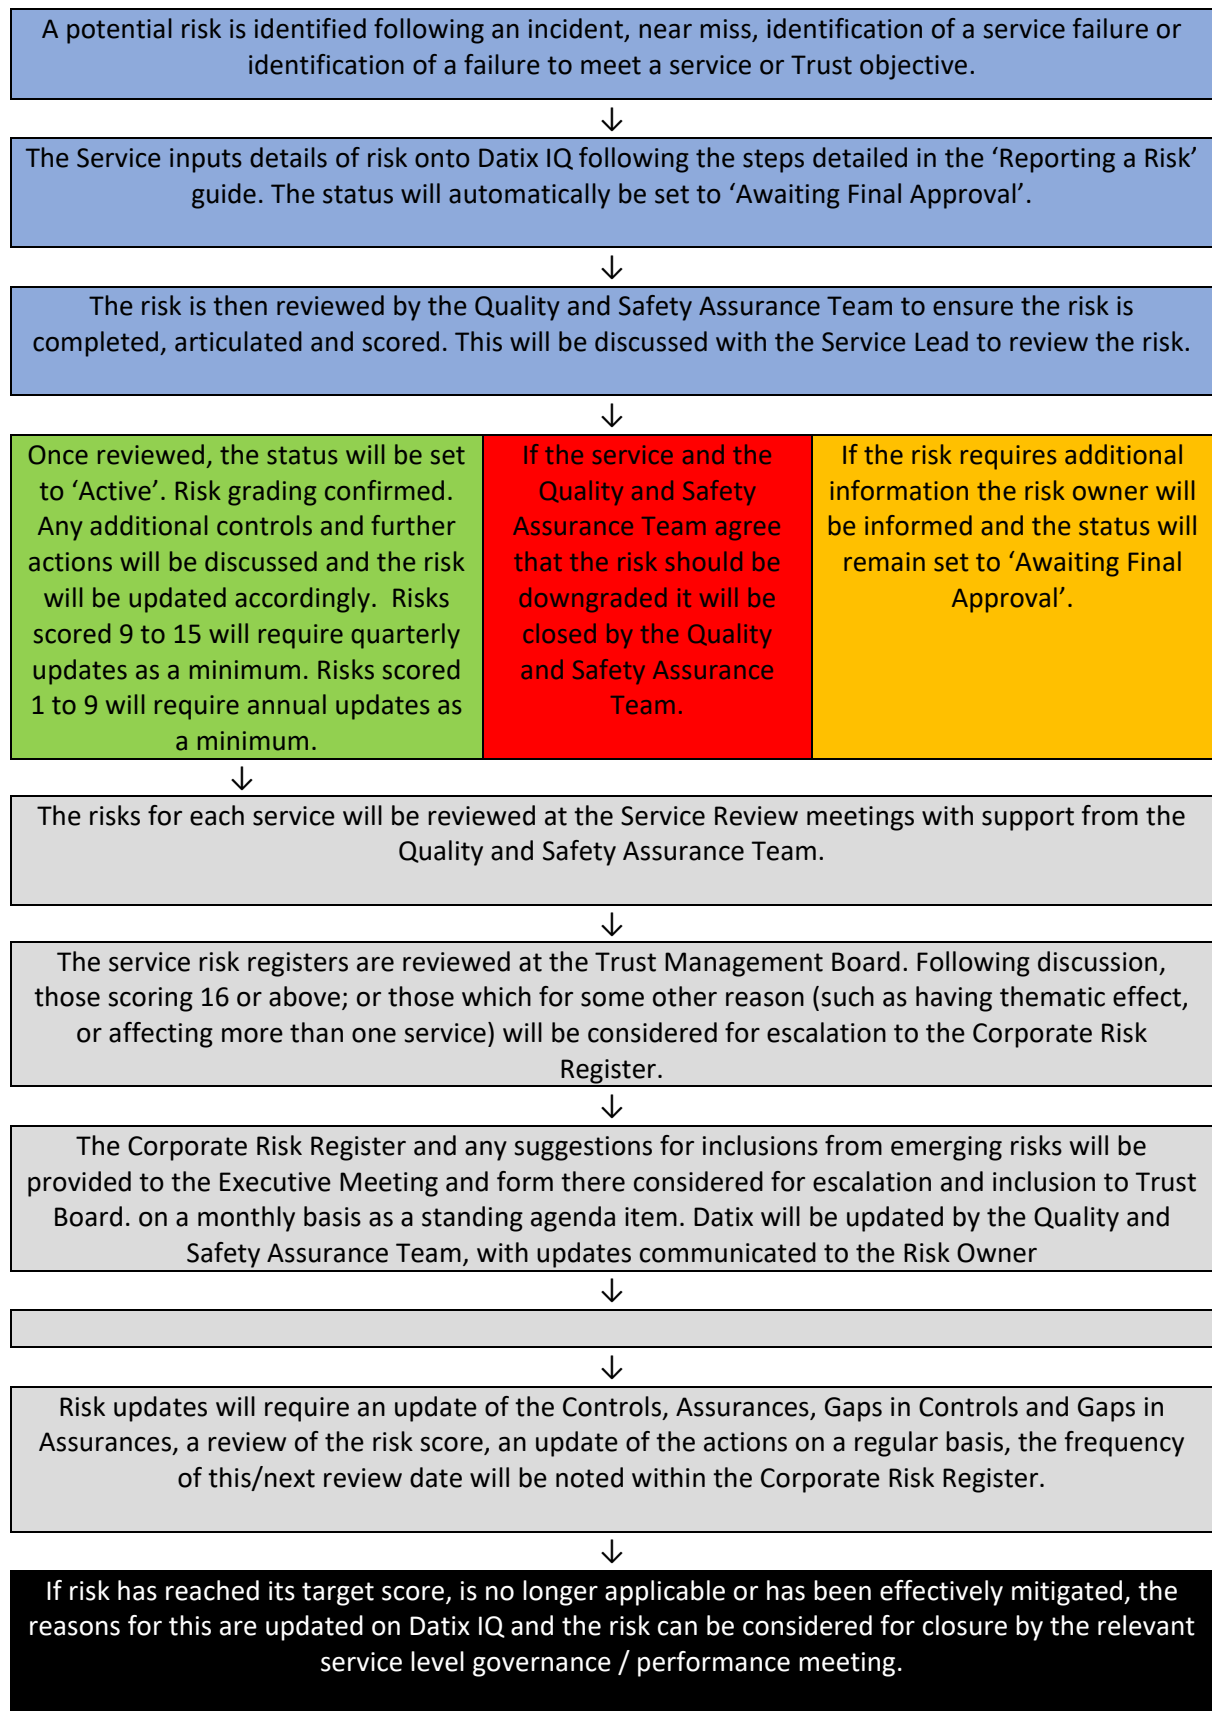 A potential risk is identified following an incident, near miss, identification of a service failure or
identification of a failure to meet a service or Trust objective.
↓
The Service inputs details of risk onto Datix IQ following the steps detailed in the ‘Reporting a Risk’
guide. The status will automatically be set to ‘Awaiting Final Approval’.
↓
The risk is then reviewed by the Quality and Safety Assurance Team to ensure the risk is
completed, articulated and scored. This will be discussed with the Service Lead to review the risk.
↓
Once reviewed, the status will be set
to ‘Active’. Risk grading confirmed.
Any additional controls and further
actions will be discussed and the risk
will be updated accordingly.  Risks
scored 9 to 15 will require quarterly
updates as a minimum. Risks scored
1 to 9 will require annual updates as
a minimum.
If the service and the
Quality and Safety
Assurance Team agree
that the risk should be
downgraded it will be
closed by the Quality
and Safety Assurance
Team.
If the risk requires additional
information the risk owner will
be informed and the status will
remain set to ‘Awaiting Final
Approval’.
↓
The risks for each service will be reviewed at the Service Review meetings with support from the
Quality and Safety Assurance Team.
↓
The service risk registers are reviewed at the Trust Management Board. Following discussion,
those scoring 16 or above; or those which for some other reason (such as having thematic effect,
or affecting more than one service) will be considered for escalation to the Corporate Risk
Register.
↓
The Corporate Risk Register and any suggestions for inclusions from emerging risks will be
provided to the Executive Meeting and form there considered for escalation and inclusion to Trust
Board. on a monthly basis as a standing agenda item. Datix will be updated by the Quality and
Safety Assurance Team, with updates communicated to the Risk Owner
↓
↓
Risk updates will require an update of the Controls, Assurances, Gaps in Controls and Gaps in
Assurances, a review of the risk score, an update of the actions on a regular basis, the frequency
of this/next review date will be noted within the Corporate Risk Register.
↓
If risk has reached its target score, is no longer applicable or has been effectively mitigated, the
reasons for this are updated on Datix IQ and the risk can be considered for closure by the relevant
service level governance / performance meeting.